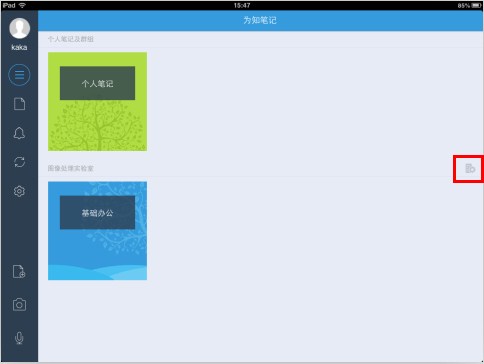 iPad 15:47 85%
为知笔记
kaka
个人笔记及群组
个人笔记
图像处理实验室
基础办公